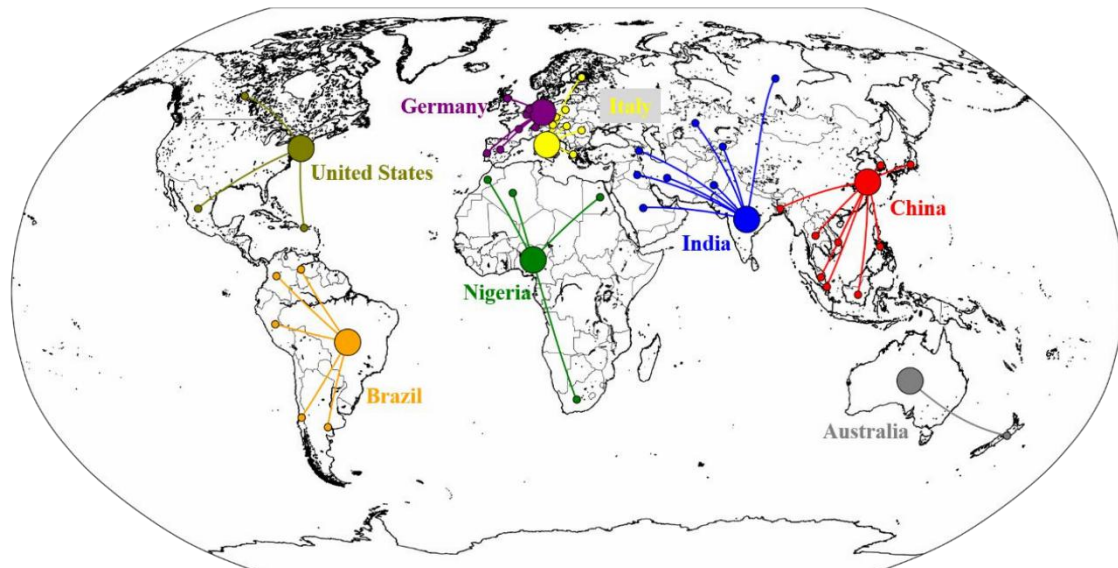 Germany
Italy
United States
China
India
Nigeria
Brazil
Australia